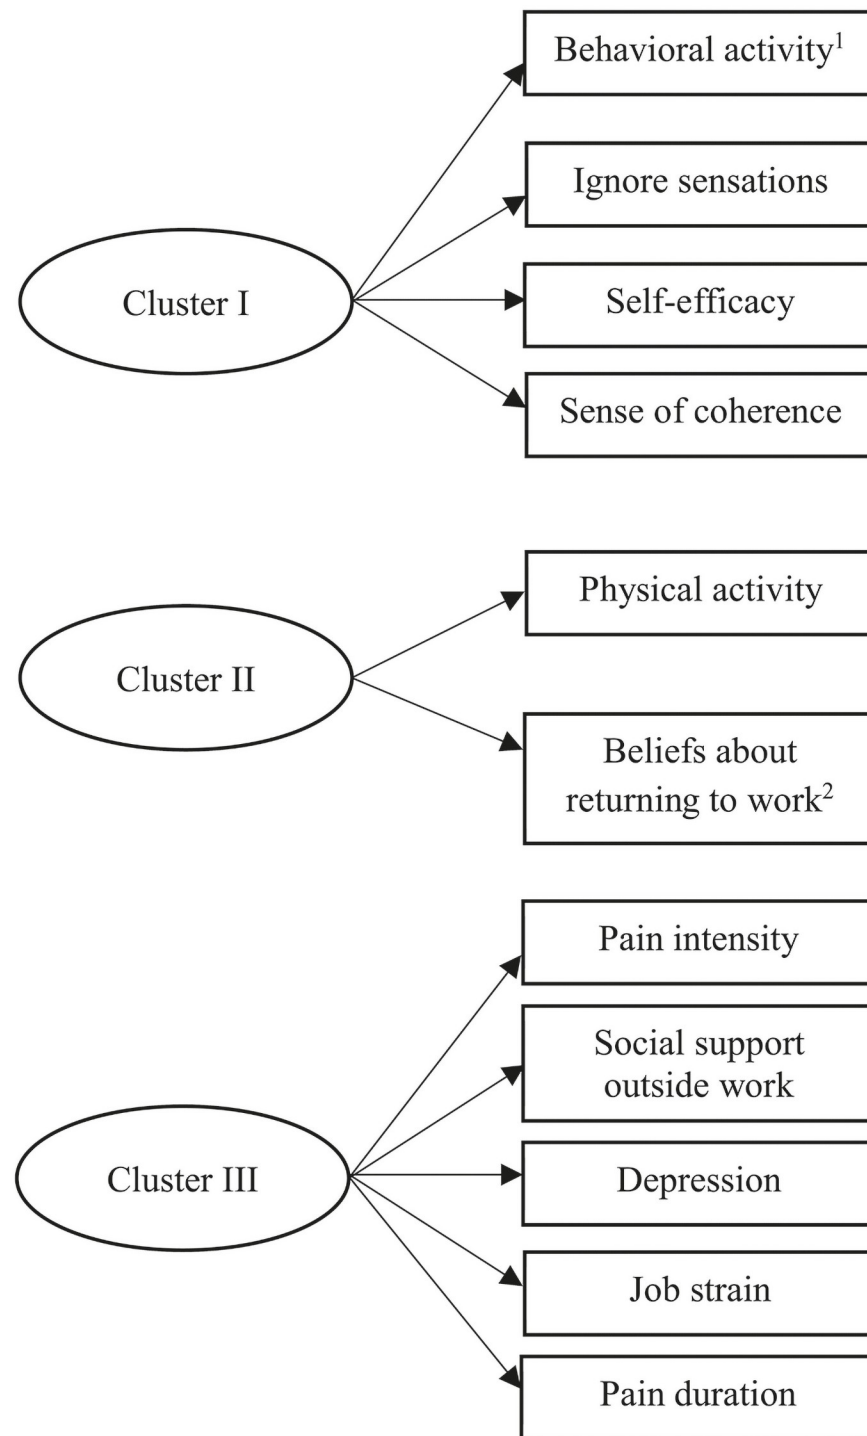 Behavioral activity¹
Ignore sensations
Cluster I
Self-efficacy
Sense of coherence
Physical activity
Cluster II
Beliefs about
returning to work²
Pain intensity
Social support
outside work
Cluster III
Depression
Job strain
Pain duration